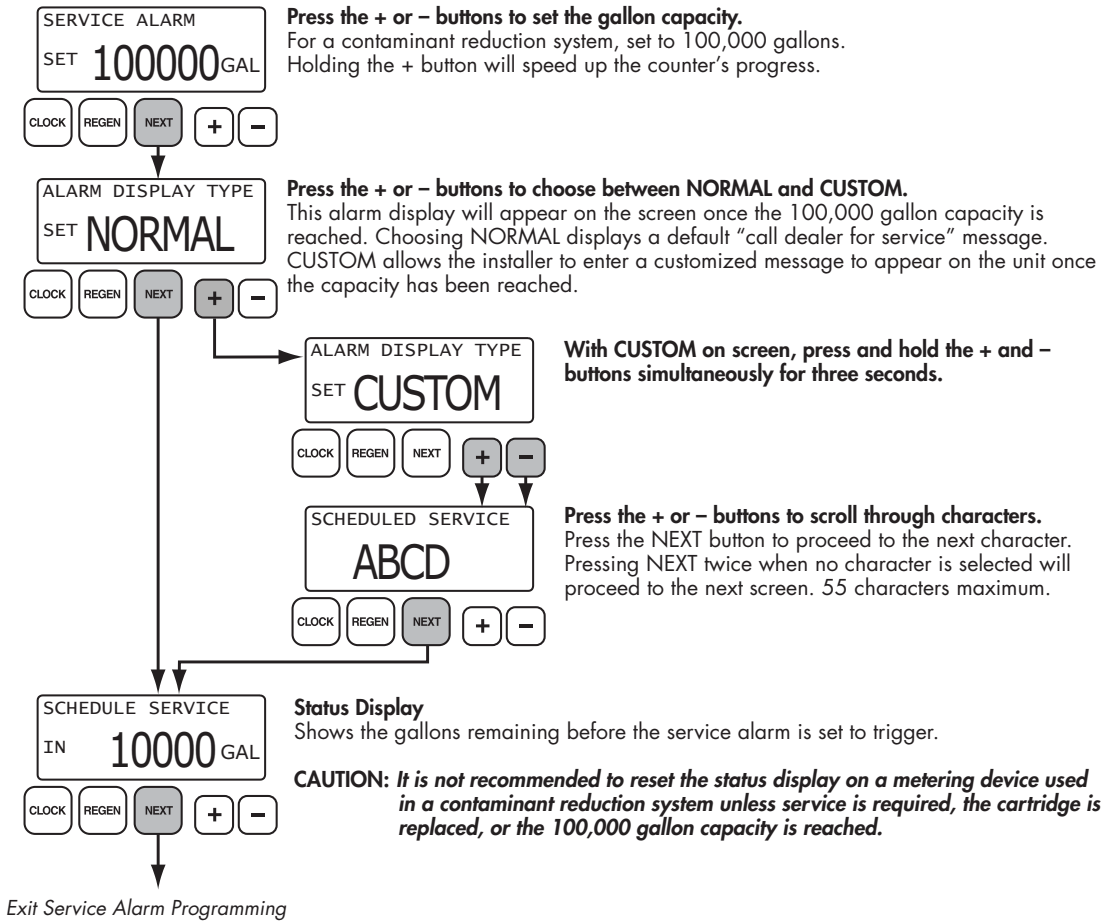 SERVICE ALARM
SET 100000 GAL
CLOCK REGEN NEXT + –
Press the + or – buttons to set the gallon capacity.
For a contaminant reduction system, set to 100,000 gallons.
Holding the + button will speed up the counter’s progress.
ALARM DISPLAY TYPE
SET NORMAL
CLOCK REGEN NEXT + –
Press the + or – buttons to choose between NORMAL and CUSTOM.
This alarm display will appear on the screen once the 100,000 gallon capacity is
reached. Choosing NORMAL displays a default “call dealer for service” message.
CUSTOM allows the installer to enter a customized message to appear on the unit once
the capacity has been reached.
ALARM DISPLAY TYPE
SET CUSTOM
CLOCK REGEN NEXT + –
With CUSTOM on screen, press and hold the + and –
buttons simultaneously for three seconds.
SCHEDULED SERVICE
ABCD
CLOCK REGEN NEXT + –
Press the + or – buttons to scroll through characters.
Press the NEXT button to proceed to the next character.
Pressing NEXT twice when no character is selected will
proceed to the next screen. 55 characters maximum.
SCHEDULE SERVICE
IN 10000 GAL
CLOCK REGEN NEXT + –
Status Display
Shows the gallons remaining before the service alarm is set to trigger.
CAUTION: It is not recommended to reset the status display on a metering device used
in a contaminant reduction system unless service is required, the cartridge is
replaced, or the 100,000 gallon capacity is reached.
Exit Service Alarm Programming